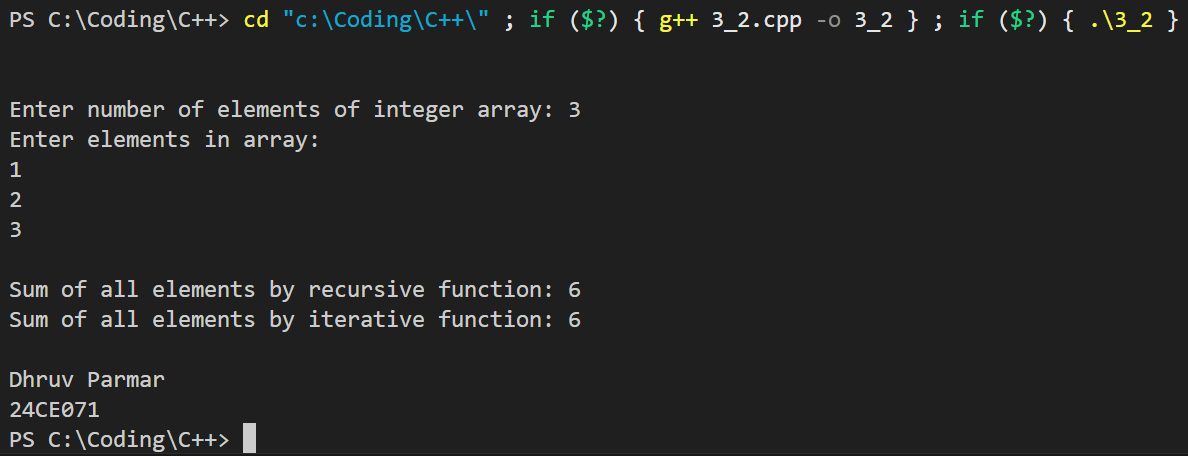 PS C:\Coding\C++> cd "c:\Coding\C++\" ; if ($?) { g++ 3_2.cpp -o 3_2 } ; if ($?) { .\3_2 }
Enter number of elements of integer array: 3
Enter elements in array:
1
2
3
Sum of all elements by recursive function: 6
Sum of all elements by iterative function: 6
Dhruv Parmar
24CE071
PS C:\Coding\C++>